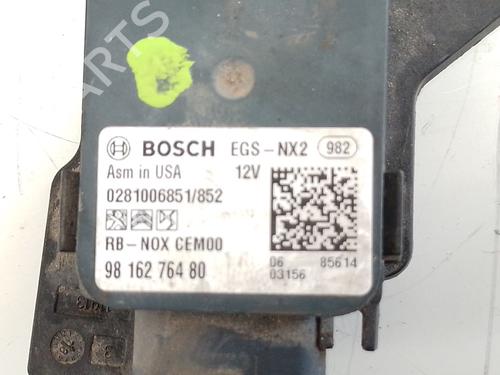 PARTS
BOSCH EGS-NX2 982
Asm in USA 12V
0281006851/852
RB-NOX CEM00
98 162 764 80
06 85614
03156